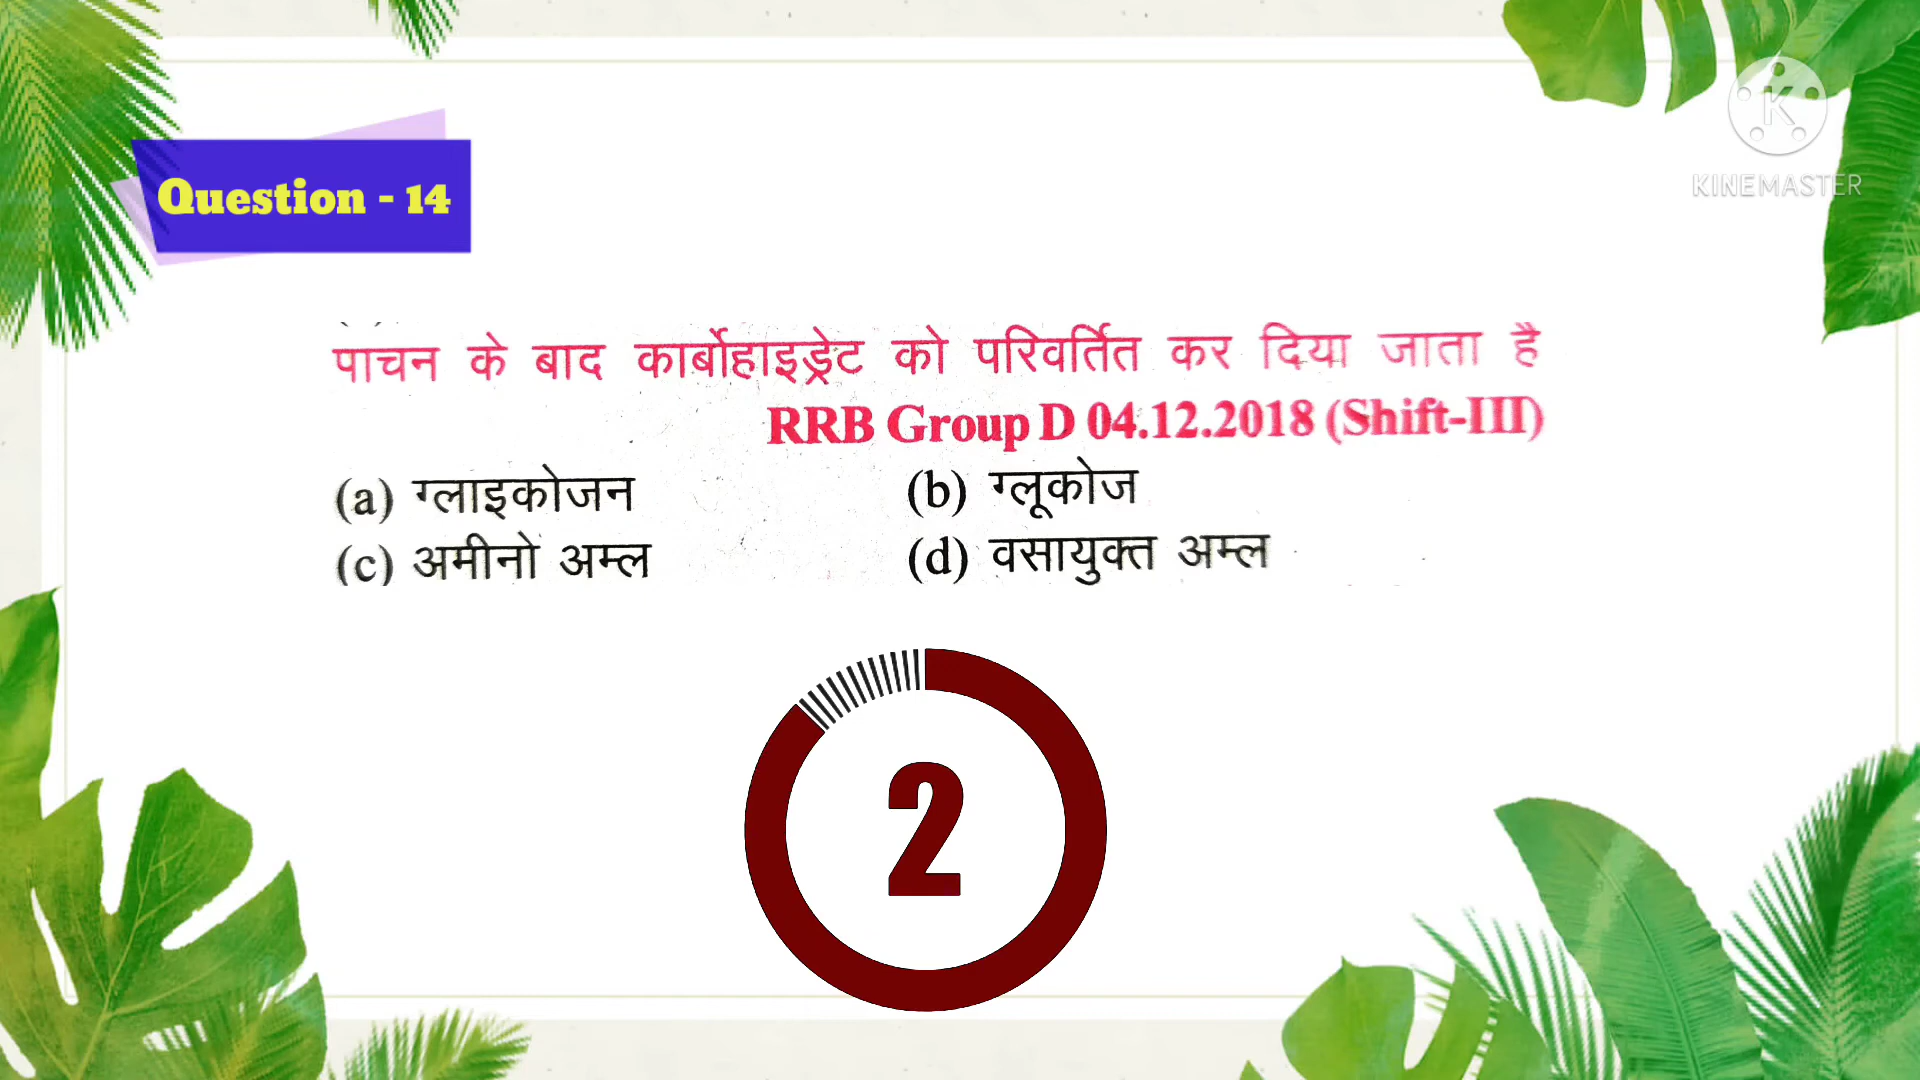 Question - 14
KINEMASTER
पाचन के बाद कार्बोहाइड्रेट को परिवर्तित कर दिया जाता है
RRB Group D 04.12.2018 (Shift-III)
(a) ग्लाइकोजन (b) ग्लूकोज
(c) अमीनो अम्ल (d) वसायुक्त अम्ल
2